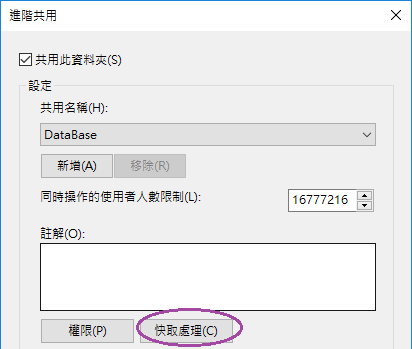 進階共用
共用此資料夾(S)
設定
共用名稱(H):
DataBase
新增(A)
移除(R)
同時操作的使用者人數限制(L):
16777216
註解(O):
權限(P)
快取處理(C)